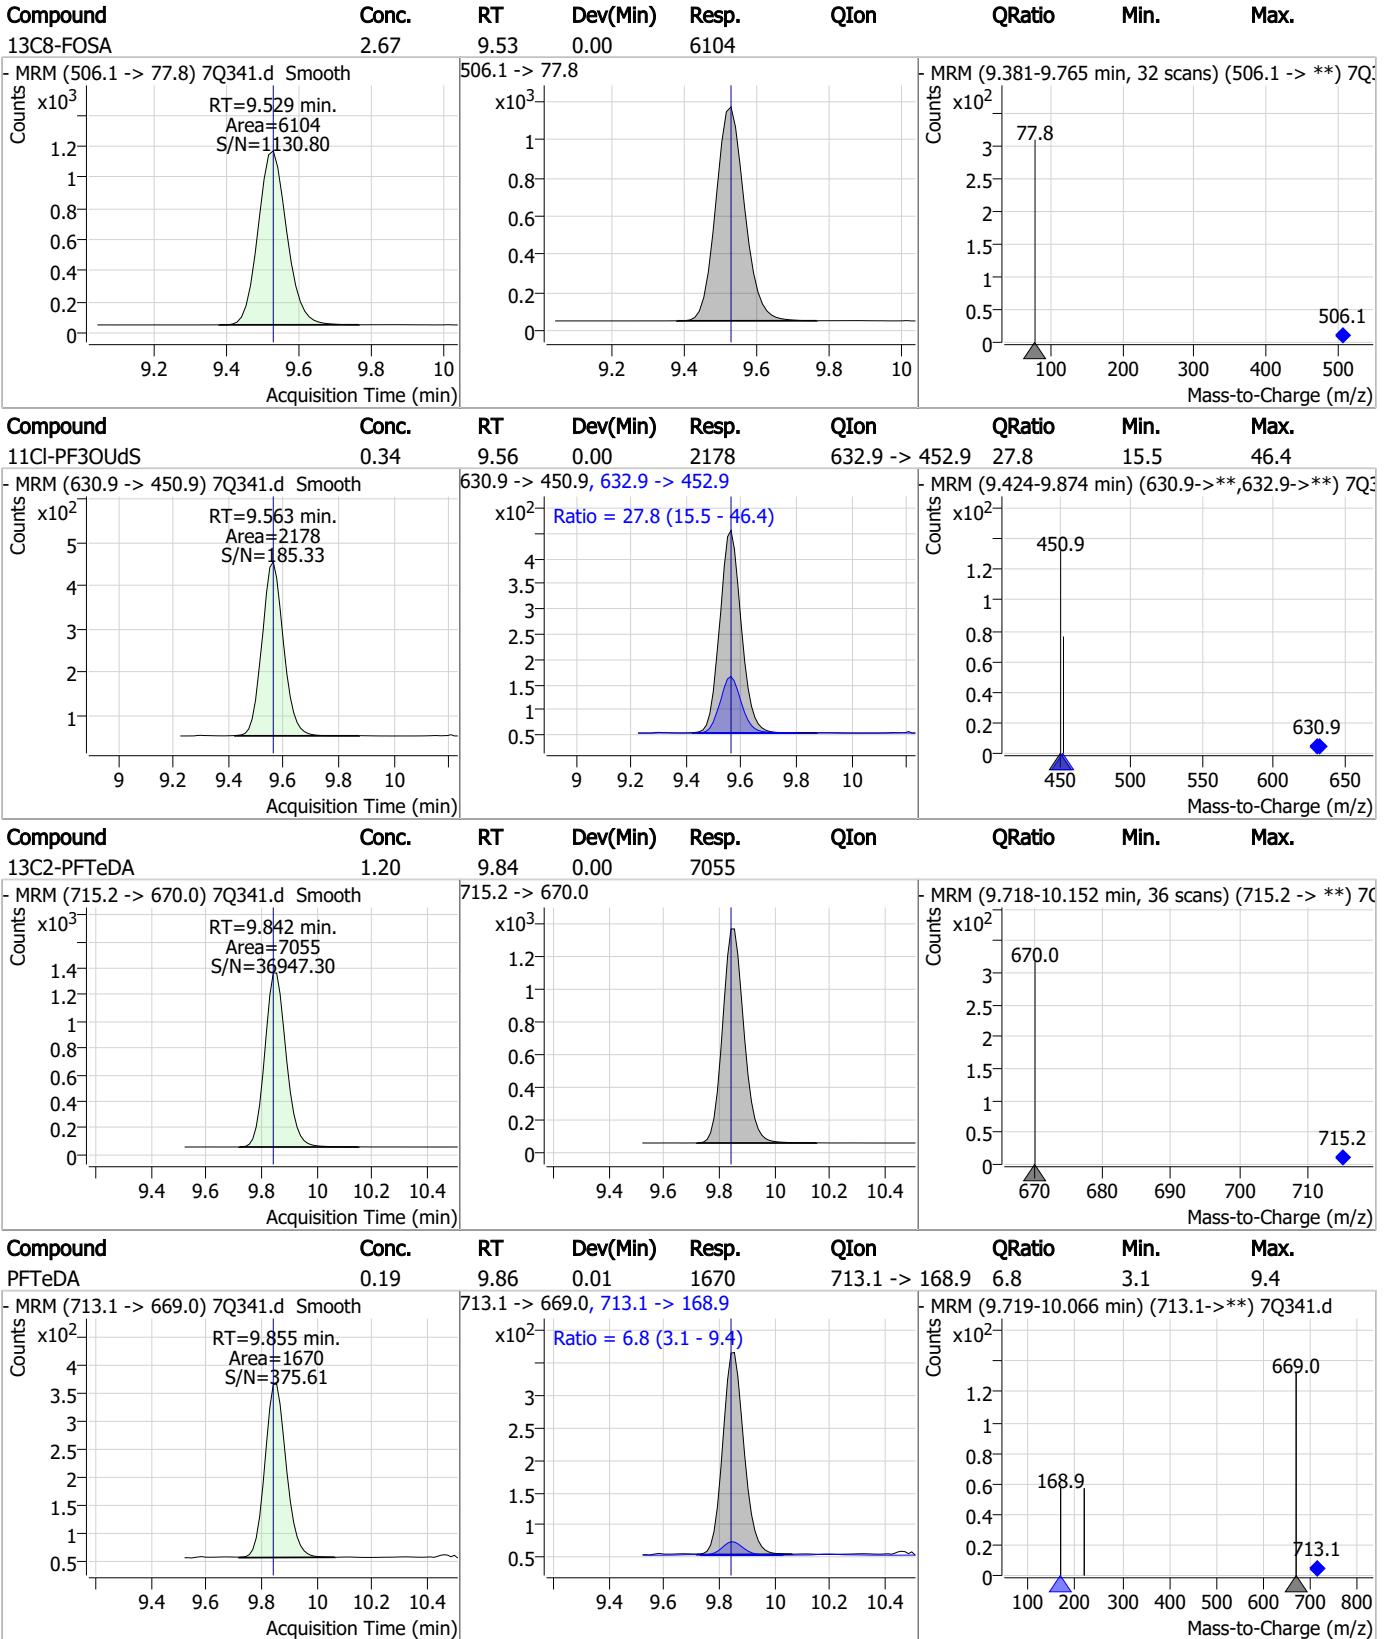 Compound Conc. RT Dev(Min) Resp. QIon QRatio Min. Max.
13C8-FOSA 2.67 9.53 0.00 6104
- MRM (506.1 -> 77.8) 7Q341.d Smooth
Counts
x10³
RT=9.529 min.
Area=6104
S/N=1130.80
1.2
1
0.8
0.6
0.4
0.2
0
9.2 9.4 9.6 9.8 10
Acquisition Time (min)
506.1 -> 77.8
x10³
1
0.8
0.6
0.4
0.2
0
9.2 9.4 9.6 9.8 10
- MRM (9.381-9.765 min, 32 scans) (506.1 -> **) 7Q3
Counts
x10²
77.8
3
2.5
2
1.5
1
0.5
0
506.1
100 200 300 400 500
Mass-to-Charge (m/z)
Compound Conc. RT Dev(Min) Resp. QIon QRatio Min. Max.
11Cl-PF3OUdS 0.34 9.56 0.00 2178 632.9 -> 452.9 27.8 15.5 46.4
- MRM (630.9 -> 450.9) 7Q341.d Smooth
Counts
x10²
RT=9.563 min.
Area=2178
S/N=185.33
5
4
3
2
1
9 9.2 9.4 9.6 9.8 10
Acquisition Time (min)
630.9 -> 450.9, 632.9 -> 452.9
x10²
Ratio = 27.8 (15.5 - 46.4)
4
3.5
3
2.5
2
1.5
1
0.5
9 9.2 9.4 9.6 9.8 10
- MRM (9.424-9.874 min) (630.9->**,632.9->**) 7Q3
Counts
x10²
450.9
1.2
1
0.8
0.6
0.4
0.2
0
630.9
450 500 550 600 650
Mass-to-Charge (m/z)
Compound Conc. RT Dev(Min) Resp. QIon QRatio Min. Max.
13C2-PFTeDA 1.20 9.84 0.00 7055
- MRM (715.2 -> 670.0) 7Q341.d Smooth
Counts
x10³
RT=9.842 min.
Area=7055
S/N=36947.30
1.4
1.2
1
0.8
0.6
0.4
0.2
0
9.4 9.6 9.8 10 10.2 10.4
Acquisition Time (min)
715.2 -> 670.0
x10³
1.2
1
0.8
0.6
0.4
0.2
0
9.4 9.6 9.8 10 10.2 10.4
- MRM (9.718-10.152 min, 36 scans) (715.2 -> **) 7Q
Counts
x10²
670.0
3
2.5
2
1.5
1
0.5
0
715.2
670 680 690 700 710
Mass-to-Charge (m/z)
Compound Conc. RT Dev(Min) Resp. QIon QRatio Min. Max.
PFTeDA 0.19 9.86 0.01 1670 713.1 -> 168.9 6.8 3.1 9.4
- MRM (713.1 -> 669.0) 7Q341.d Smooth
Counts
x10²
RT=9.855 min.
Area=1670
S/N=375.61
4
3.5
3
2.5
2
1.5
1
0.5
9.4 9.6 9.8 10 10.2 10.4
Acquisition Time (min)
713.1 -> 669.0, 713.1 -> 168.9
x10²
Ratio = 6.8 (3.1 - 9.4)
3
2.5
2
1.5
1
0.5
9.4 9.6 9.8 10 10.2 10.4
- MRM (9.719-10.066 min) (713.1->**) 7Q341.d
Counts
x10²
669.0
1.2
1
0.8
0.6
0.4
0.2
0
168.9
713.1
100 200 300 400 500 600 700 800
Mass-to-Charge (m/z)